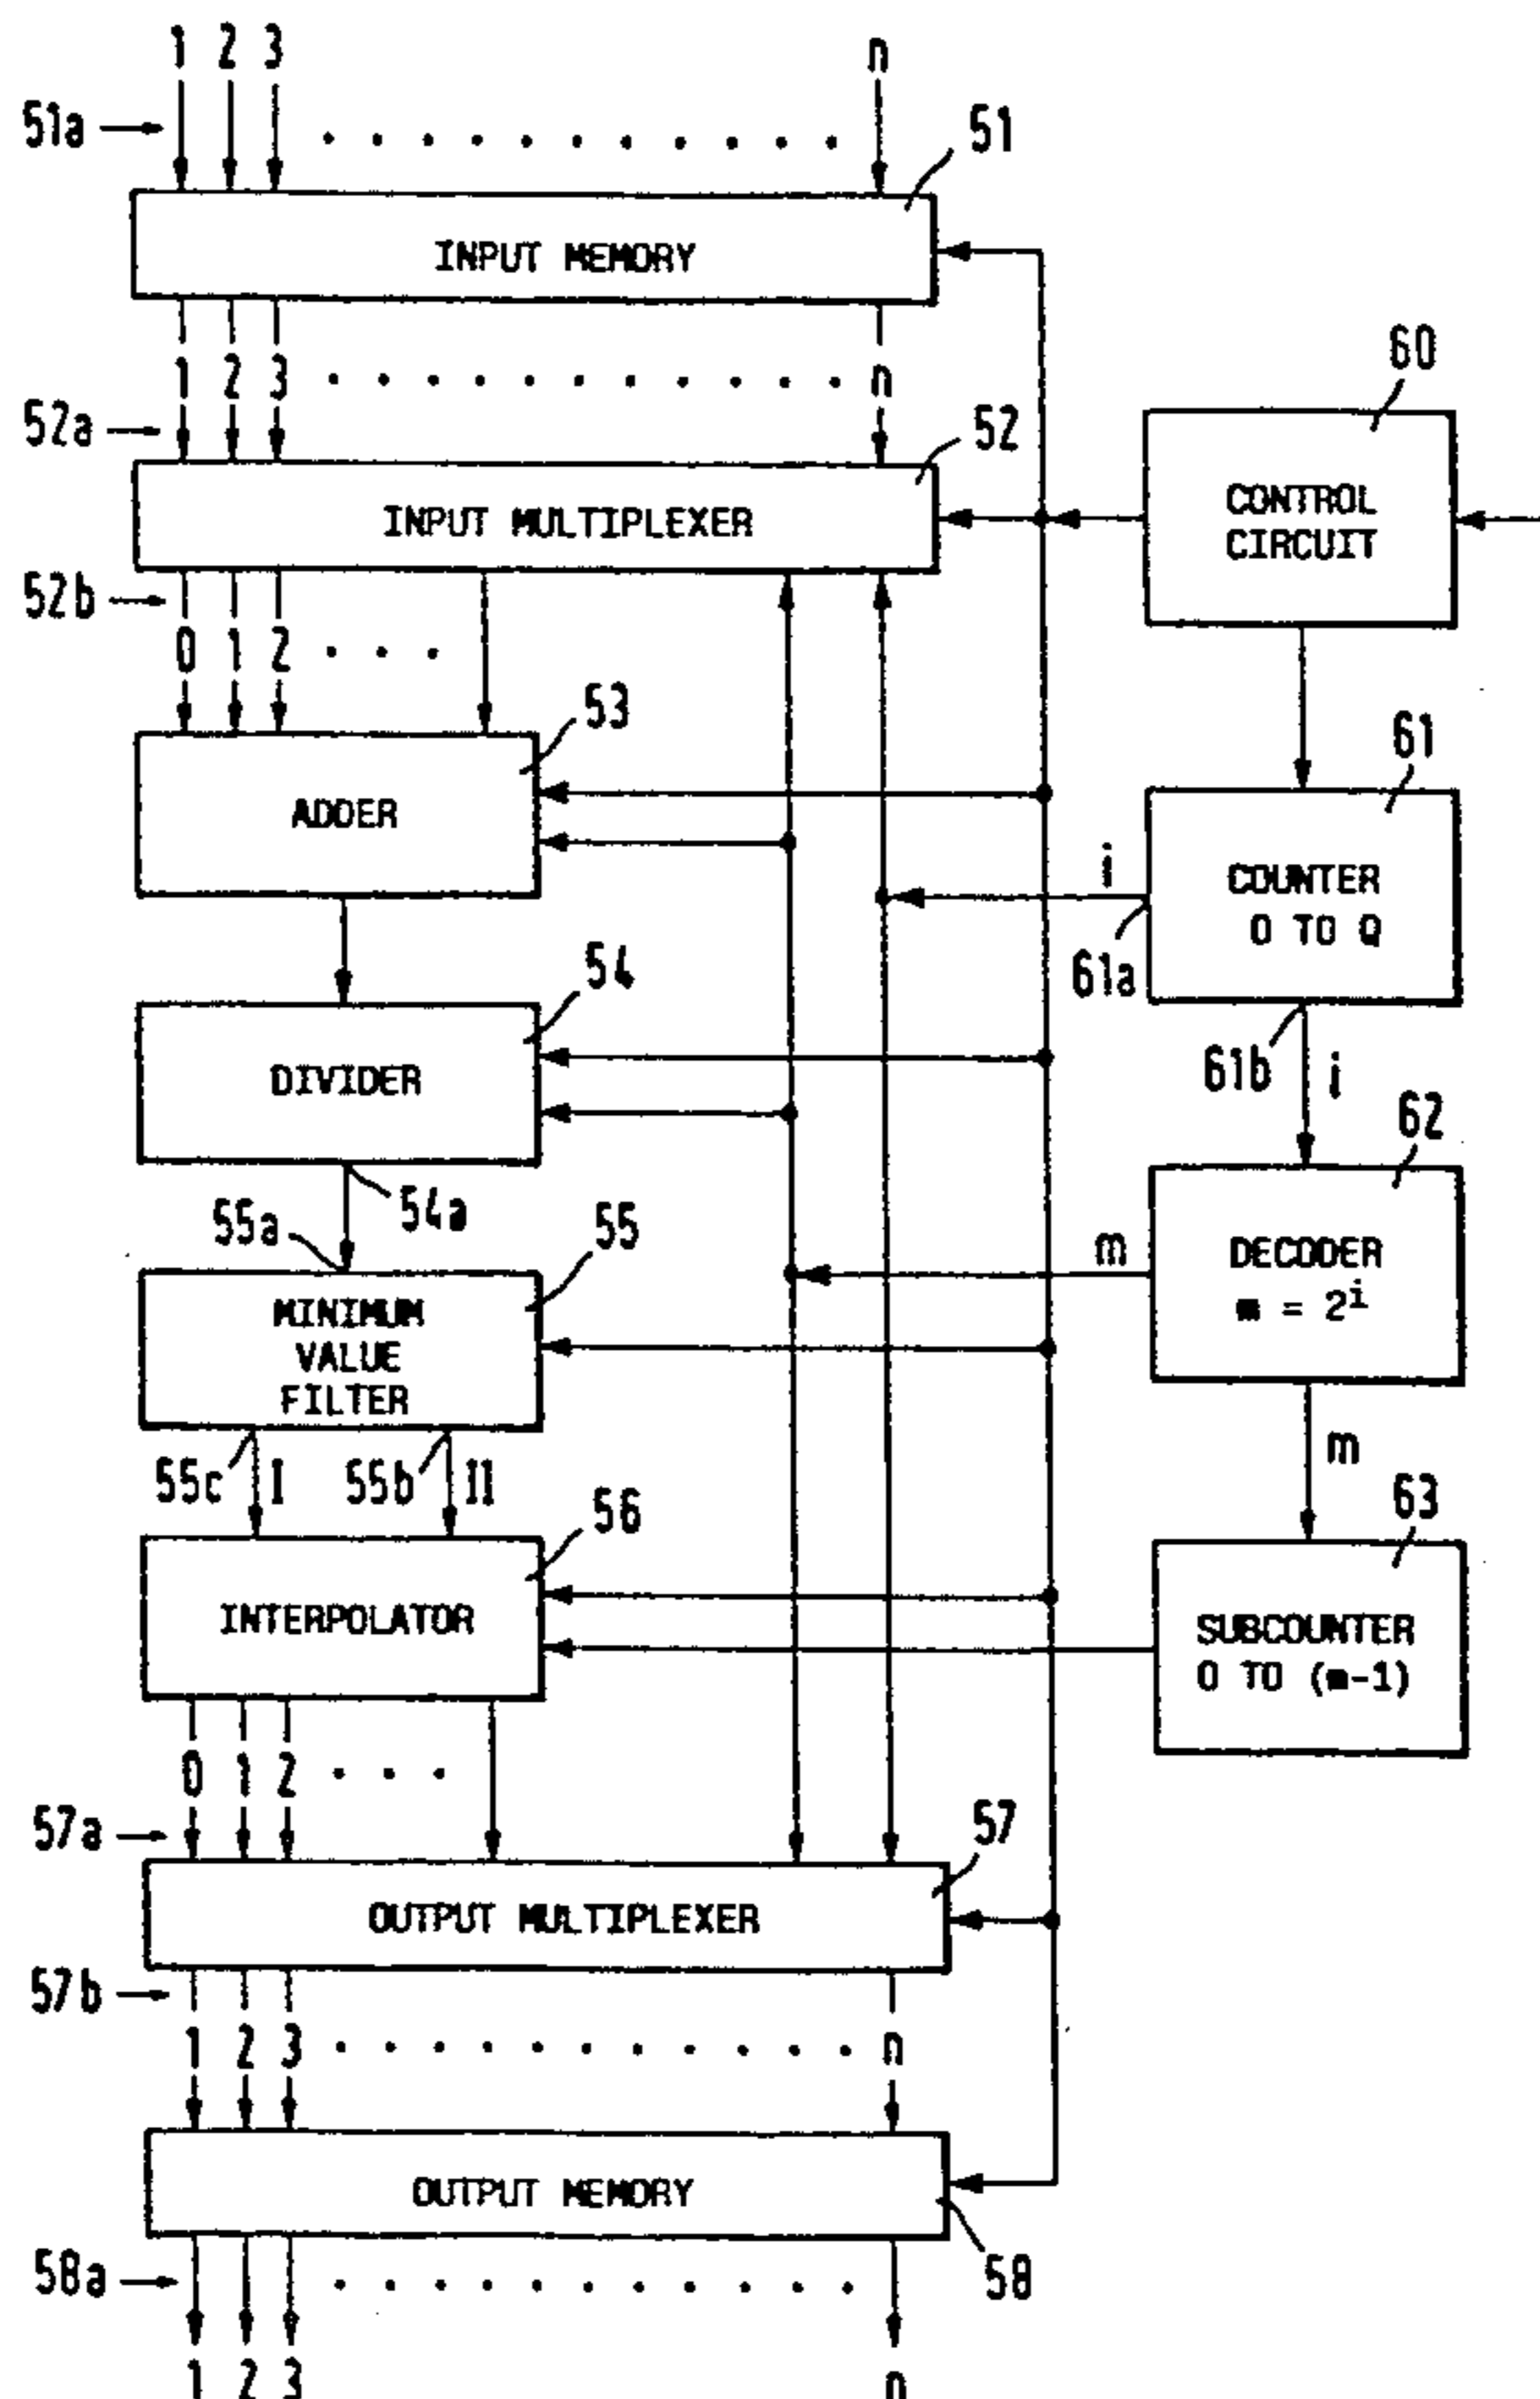 1 2 3 n
51a
51
INPUT MEMORY
1 2 3 n
52a
52
60
INPUT MULTIPLEXER
CONTROL
CIRCUIT
52b
0 1 2
53
ADDER
61
i
COUNTER
0 TO Q
61a
54
DIVIDER
61b
i
62
54a
55a
55
m
DECODER
m = 2^i
MINIMUM
VALUE
FILTER
m
55c I 55b II
63
56
INTERPOLATOR
SUBCOUNTER
0 TO (m-1)
0 1 2
57a
57
OUTPUT MULTIPLEXER
57b
1 2 3 n
OUTPUT MEMORY
58
58a
1 2 3 n